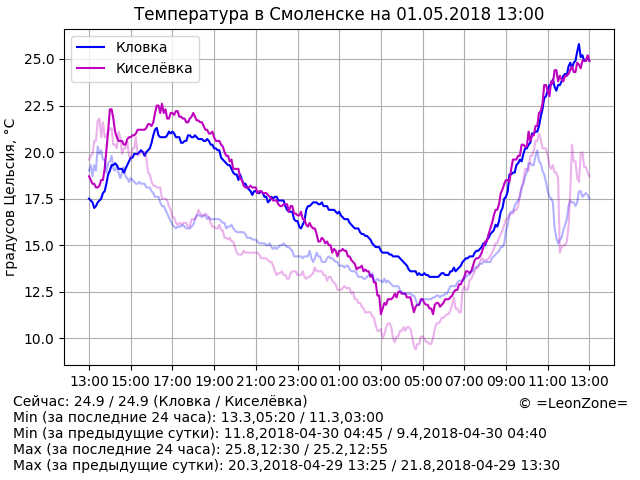 Температура в Смоленске на 01.05.2018 13:00
Кловка
Киселёвка
градусов Цельсия, °C
25.0
22.5
20.0
17.5
15.0
12.5
10.0
13:00 15:00 17:00 19:00 21:00 23:00 01:00 03:00 05:00 07:00 09:00 11:00 13:00
Сейчас: 24.9 / 24.9 (Кловка / Киселёвка)
© =LeonZone=
Min (за последние 24 часа): 13.3,05:20 / 11.3,03:00
Min (за предыдущие сутки): 11.8,2018-04-30 04:45 / 9.4,2018-04-30 04:40
Max (за последние 24 часа): 25.8,12:30 / 25.2,12:55
Max (за предыдущие сутки): 20.3,2018-04-29 13:25 / 21.8,2018-04-29 13:30